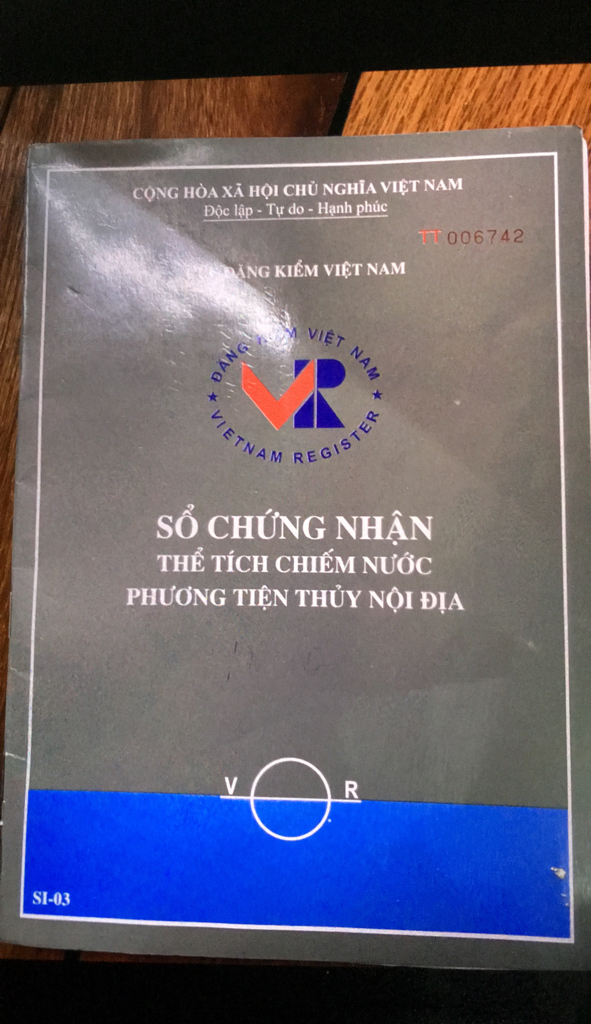 CỘNG HÒA XÃ HỘI CHỦ NGHĨA VIỆT NAM
Độc lập - Tự do - Hạnh phúc
TT 006742
ĐĂNG KIỂM VIỆT NAM
★ ĐĂNG VIỆT NAM ★
VIETNAM REGISTER
VR
SỔ CHỨNG NHẬN
THỂ TÍCH CHIẾM NƯỚC
PHƯƠNG TIỆN THỦY NỘI ĐỊA
V R
SI-03